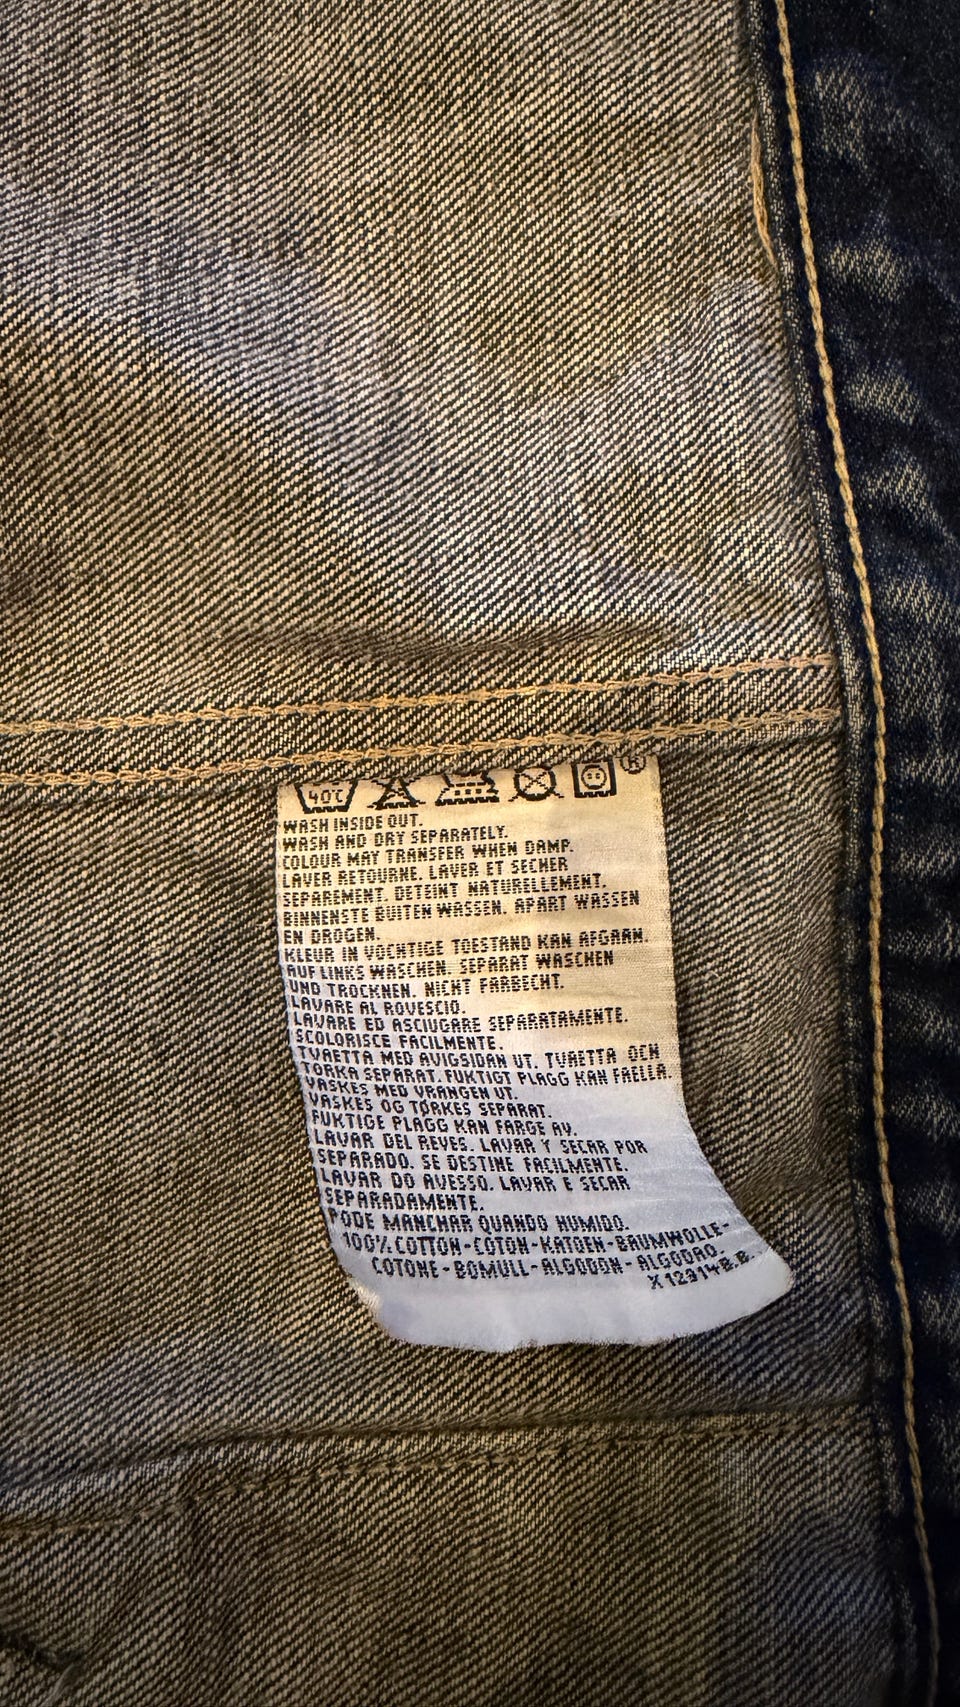 40°C ®
WASH INSIDE OUT.
WASH AND DRY SEPARATELY.
COLOUR MAY TRANSFER WHEN DAMP.
LAVER RETOURNE. LAVER ET SECHER
SEPAREMENT. DETEINT NATURELLEMENT.
BINNENSTE BUITEN WASSEN. APART WASSEN
EN DROGEN.
KLEUR IN VOCHTIGE TOESTAND KAN AFGAAN.
AUF LINKS WASCHEN. SEPARAT WASCHEN
UND TROCKNEN. NICHT FARBECHT.
LAVARE AL ROVESCIO.
LAVARE ED ASCIUGARE SEPARATAMENTE.
SCOLORISCE FACILMENTE.
TVAETTA MED AVIGSIDAN UT. TVAETTA OCH
TORKA SEPARAT. FUKTIGT PLAGG KAN FAELLA.
VASKES MED VRANGEN UT.
VASKES OG TØRKES SEPARAT.
FUKTIGE PLAGG KAN FARGE AV.
LAVAR DEL REVES. LAVAR Y SECAR POR
SEPARADO. SE DESTINE FACILMENTE.
LAVAR DO AVESSO. LAVAR E SECAR
SEPARADAMENTE.
PODE MANCHAR QUANDO HUMIDO.
100% COTTON-COTON-KATOEN-BAUMWOLLE-
COTONE-BOMULL-ALGODON-ALGODAO.